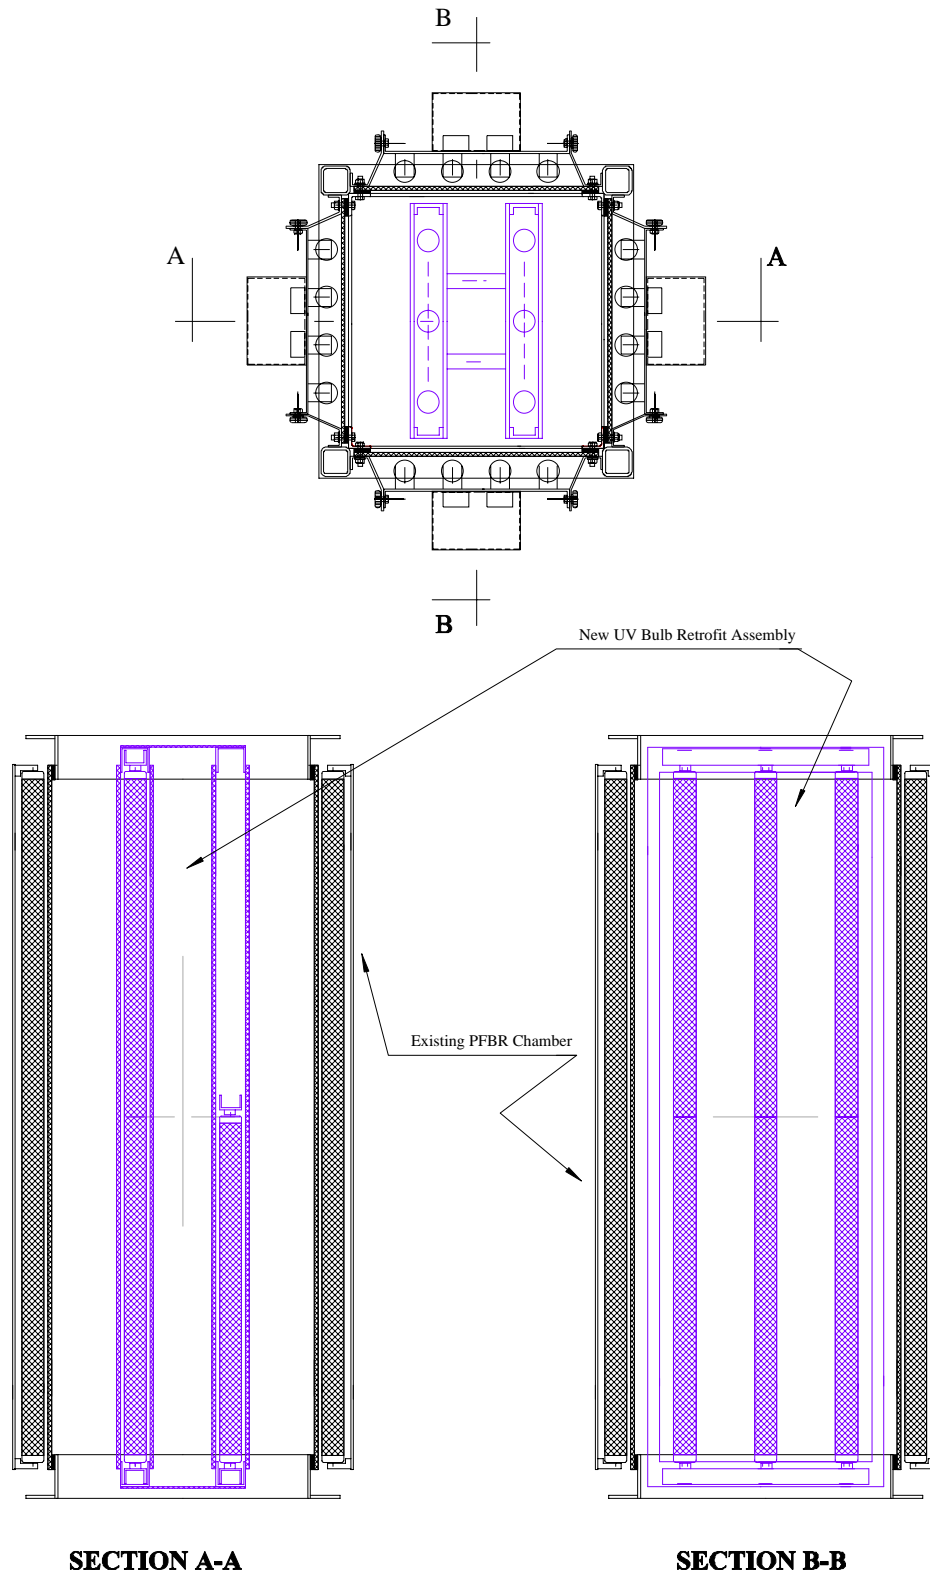 B
A
A
B
New UV Bulb Retrofit Assembly
Existing PFBR Chamber
SECTION A-A
SECTION B-B